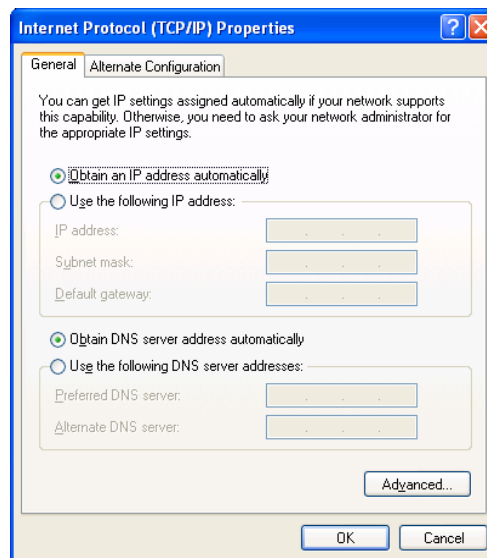 Internet Protocol (TCP/IP) Properties
General
Alternate Configuration
You can get IP settings assigned automatically if your network supports
this capability. Otherwise, you need to ask your network administrator for
the appropriate IP settings.
Obtain an IP address automatically
Use the following IP address:
IP address:
Subnet mask:
Default gateway:
Obtain DNS server address automatically
Use the following DNS server addresses:
Preferred DNS server:
Alternate DNS server:
Advanced...
OK
Cancel